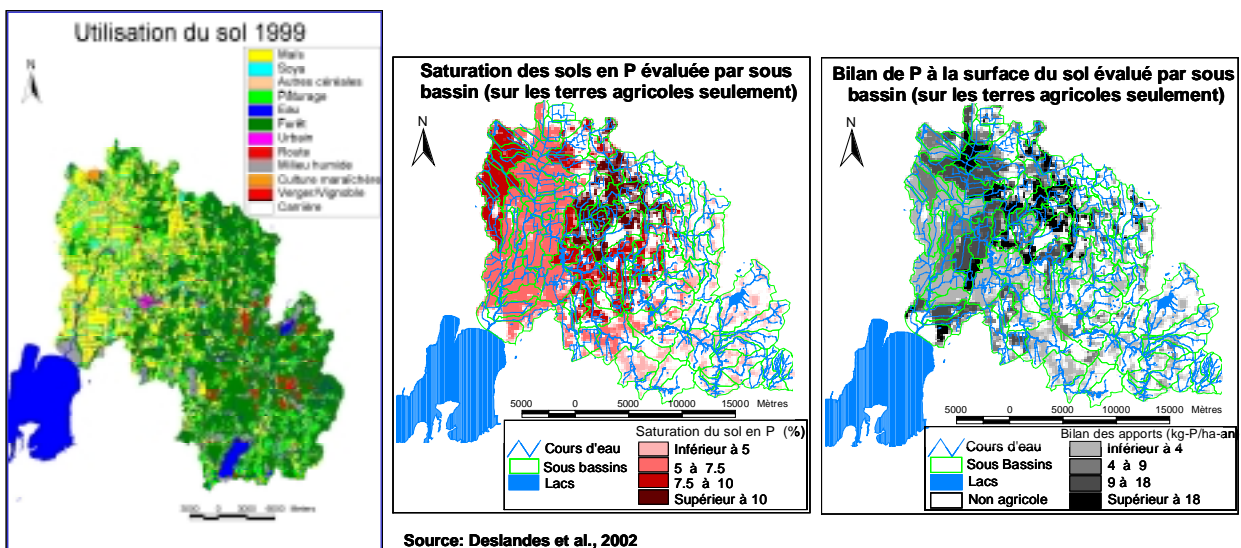 Utilisation du sol 1999
N
Maïs
Soya
Autres céréales
Pâturage
Eau
Forêt
Urbain
Route
Milieu humide
Culture maraîchère
Verger/Vignoble
Carrière
Saturation des sols en P évaluée par sous
bassin (sur les terres agricoles seulement)
N
5000 0 5000 10000 15000 Mètres
Saturation du sol en P (%)
Cours d'eau
Sous bassins
Lacs
Inférieur à 5
5 à 7.5
7.5 à 10
Supérieur à 10
Bilan de P à la surface du sol évalué par sous
bassin (sur les terres agricoles seulement)
N
5000 0 5000 10000 15000 Mètres
Bilan des apports (kg-P/ha-an)
Cours d'eau
Sous Bassins
Lacs
Non agricole
Inférieur à 4
4 à 9
9 à 18
Supérieur à 18
Source: Deslandes et al., 2002